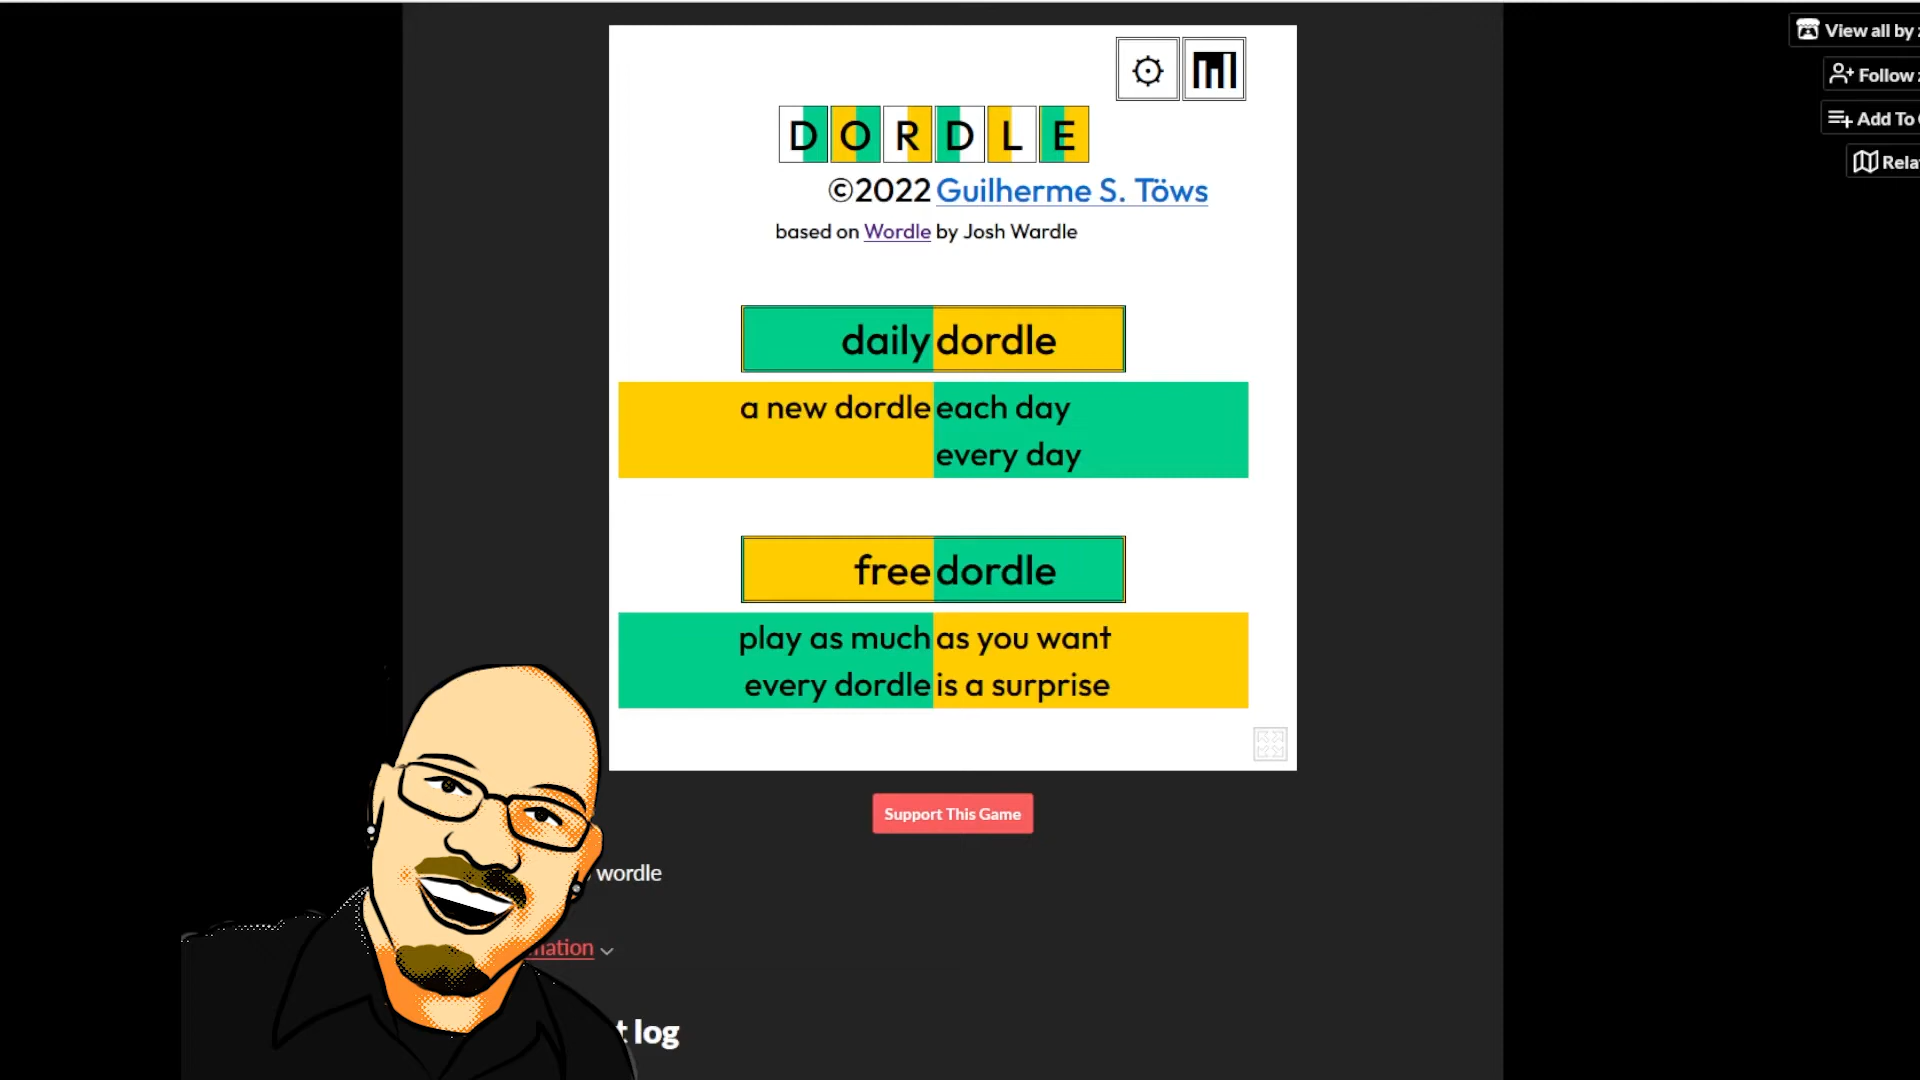 View all by
Follow
Add To
DORDLE
©2022 Guilherme S. Töws
based on Wordle by Josh Wardle
daily dordle
a new dordle each day
every day
free dordle
play as much as you want
every dordle is a surprise
Support This Game
wordle
log